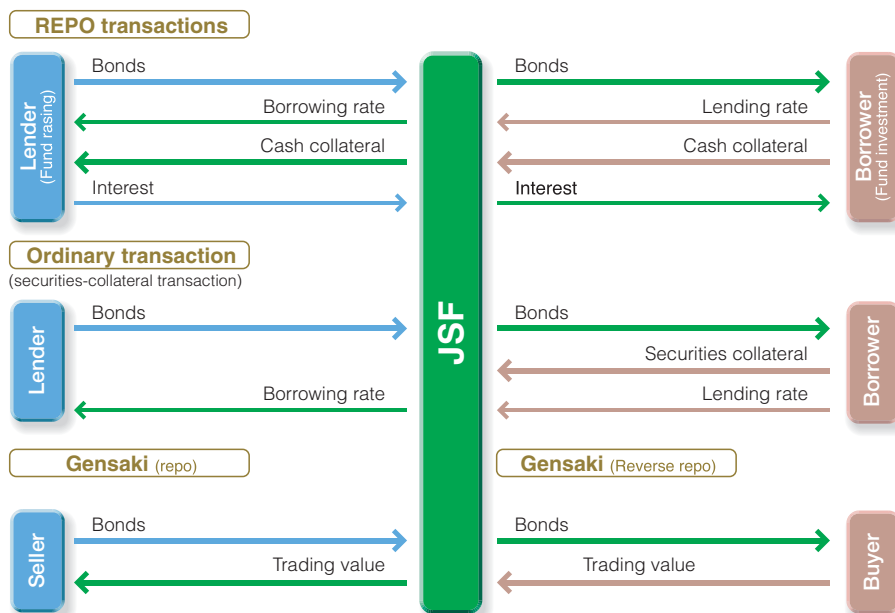 REPO transactions
Lender
(Fund rasing)
Bonds
Borrowing rate
Cash collateral
Interest
JSF
Bonds
Lending rate
Cash collateral
Interest
Borrower
(Fund investment)
Ordinary transaction
(securities-collateral transaction)
Lender
Bonds
Borrowing rate
Bonds
Securities collateral
Lending rate
Borrower
Gensaki (repo)
Seller
Bonds
Trading value
Gensaki (Reverse repo)
Bonds
Trading value
Buyer